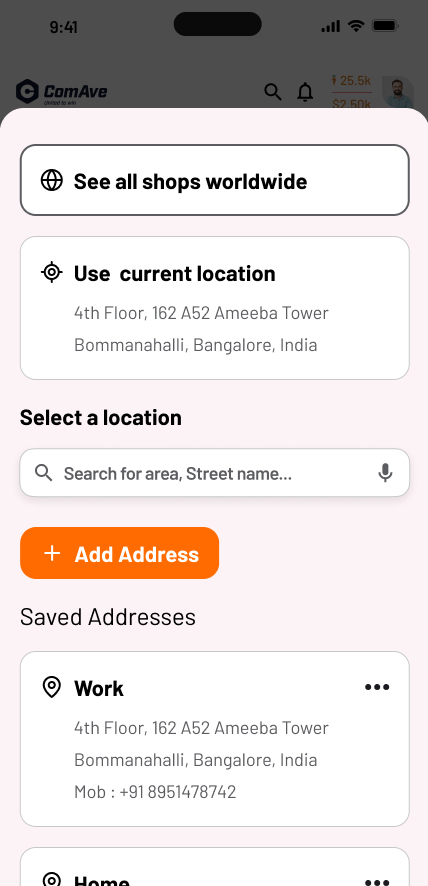 9:41
ComAve
United to win
25.5k
$2.50k
See all shops worldwide
Use current location
4th Floor, 162 A52 Ameeba Tower
Bommanahalli, Bangalore, India
Select a location
Search for area, Street name...
+ Add Address
Saved Addresses
Work
4th Floor, 162 A52 Ameeba Tower
Bommanahalli, Bangalore, India
Mob : +91 8951478742
Home